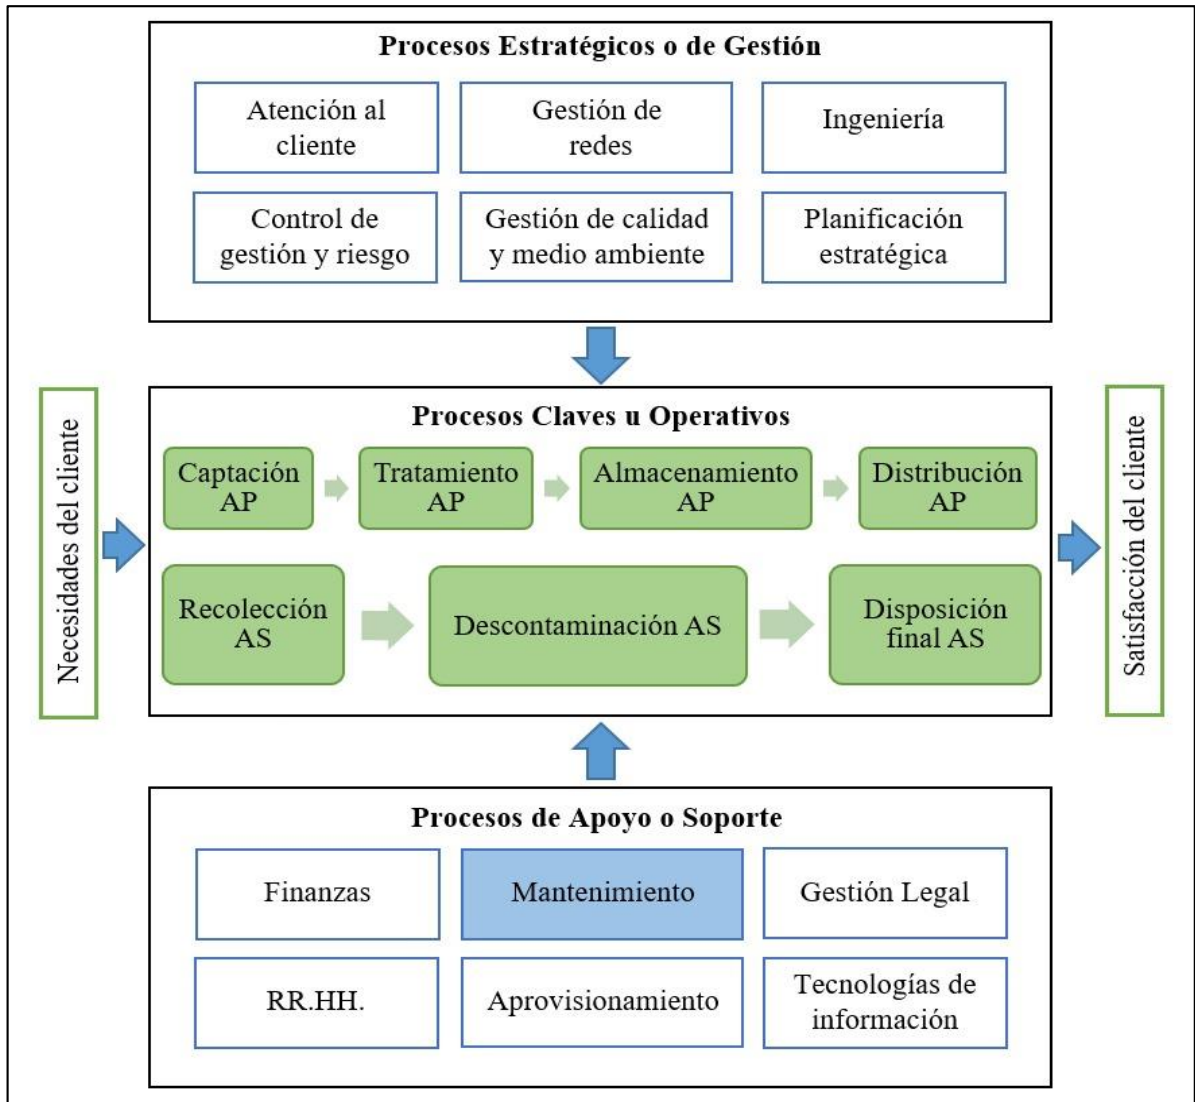 Procesos Estratégicos o de Gestión
Atención al
cliente
Gestión de
redes
Ingeniería
Control de
gestión y riesgo
Gestión de calidad
y medio ambiente
Planificación
estratégica
Necesidades del cliente
Procesos Claves u Operativos
Captación
AP
Tratamiento
AP
Almacenamiento
AP
Distribución
AP
Recolección
AS
Descontaminación AS
Disposición
final AS
Satisfacción del cliente
Procesos de Apoyo o Soporte
Finanzas
Mantenimiento
Gestión Legal
RR.HH.
Aprovisionamiento
Tecnologías de
información